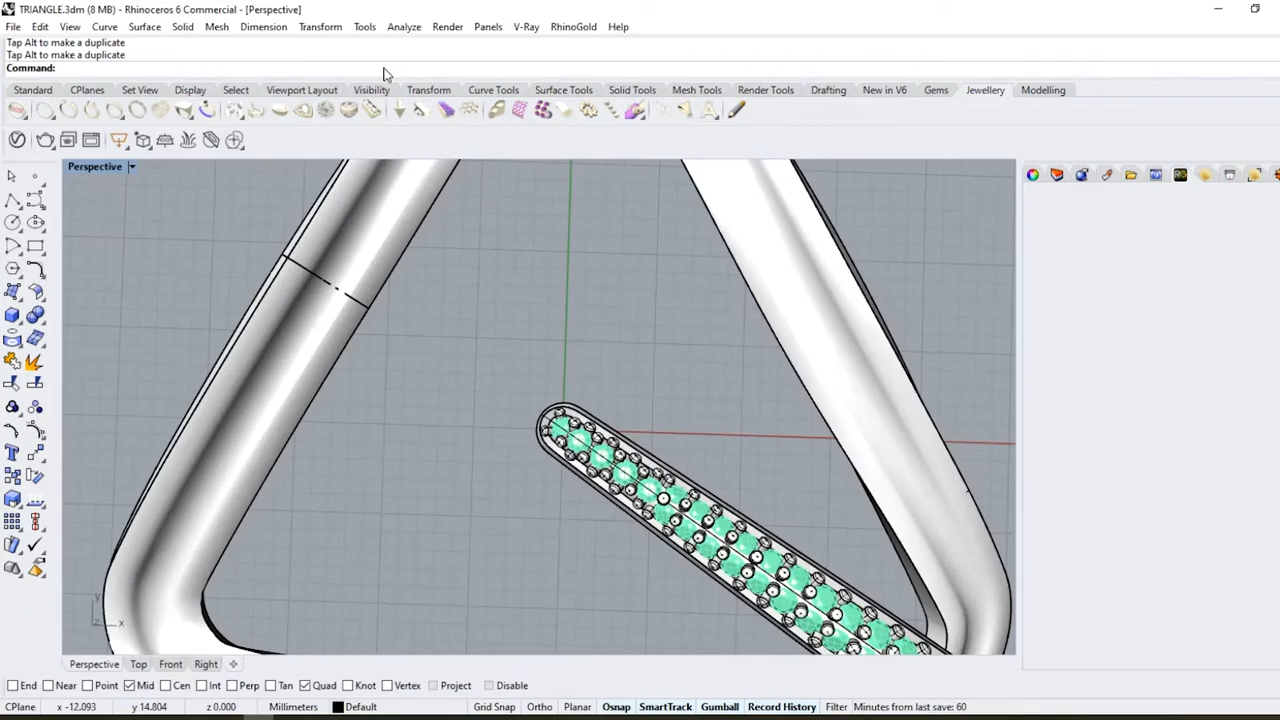 TRIANGLE.3dm (8 MB) - Rhinoceros 6 Commercial - [Perspective]
File Edit View Curve Surface Solid Mesh Dimension Transform Tools Analyze Render Panels V-Ray RhinoGold Help
Tap Alt to make a duplicate
Tap Alt to make a duplicate
Command:
Standard CPlanes Set View Display Select Viewport Layout Visibility Transform Curve Tools Surface Tools Solid Tools Mesh Tools Render Tools Drafting New in V6 Gems Jewellery Modelling
Perspective
y
z x
Perspective Top Front Right
End Near Point Mid Cen Int Perp Tan Quad Knot Vertex Project Disable
CPlane x -12.093 y 14.804 z 0.000 Millimeters Default Grid Snap Ortho Planar Osnap SmartTrack Gumball Record History Filter Minutes from last save: 60